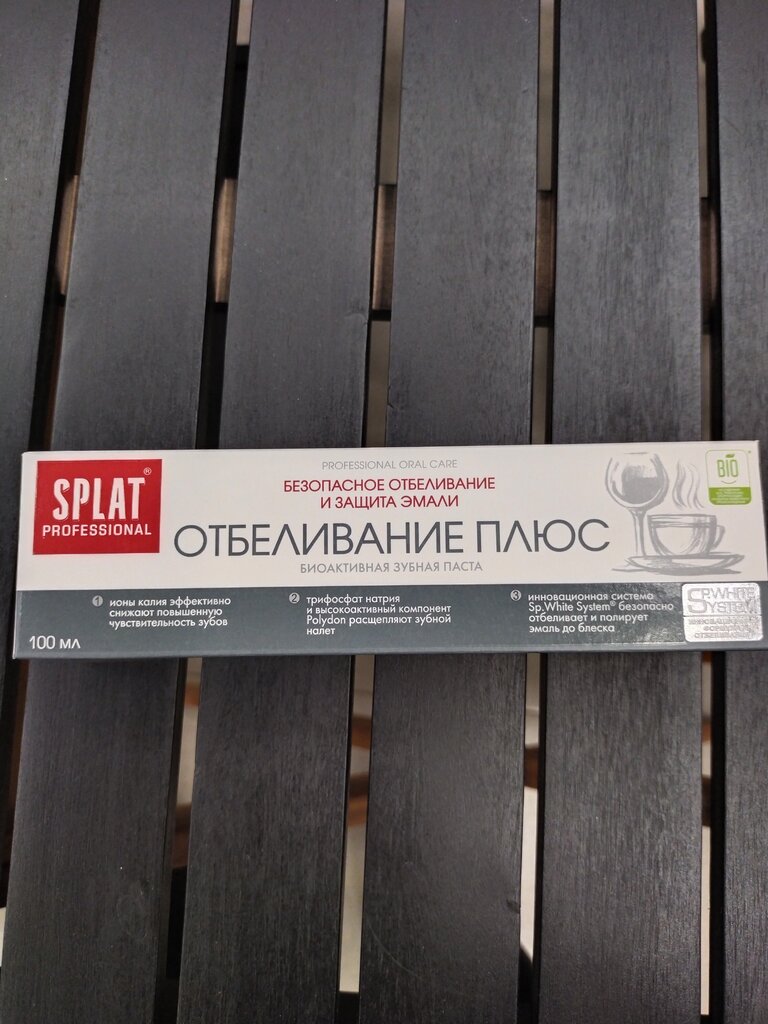 SPLAT®
PROFESSIONAL
PROFESSIONAL ORAL CARE
БЕЗОПАСНОЕ ОТБЕЛИВАНИЕ
И ЗАЩИТА ЭМАЛИ
ОТБЕЛИВАНИЕ ПЛЮС
БИОАКТИВНАЯ ЗУБНАЯ ПАСТА
BIO
1 ионы калия эффективно
снижают повышенную
чувствительность зубов
2 трифосфат натрия
и высокоактивный компонент
Polydon расщепляют зубной
налет
3 инновационная система
Sp.White System® безопасно
отбеливает и полирует
эмаль до блеска
SP.WHITE
SYSTEM
100 мл